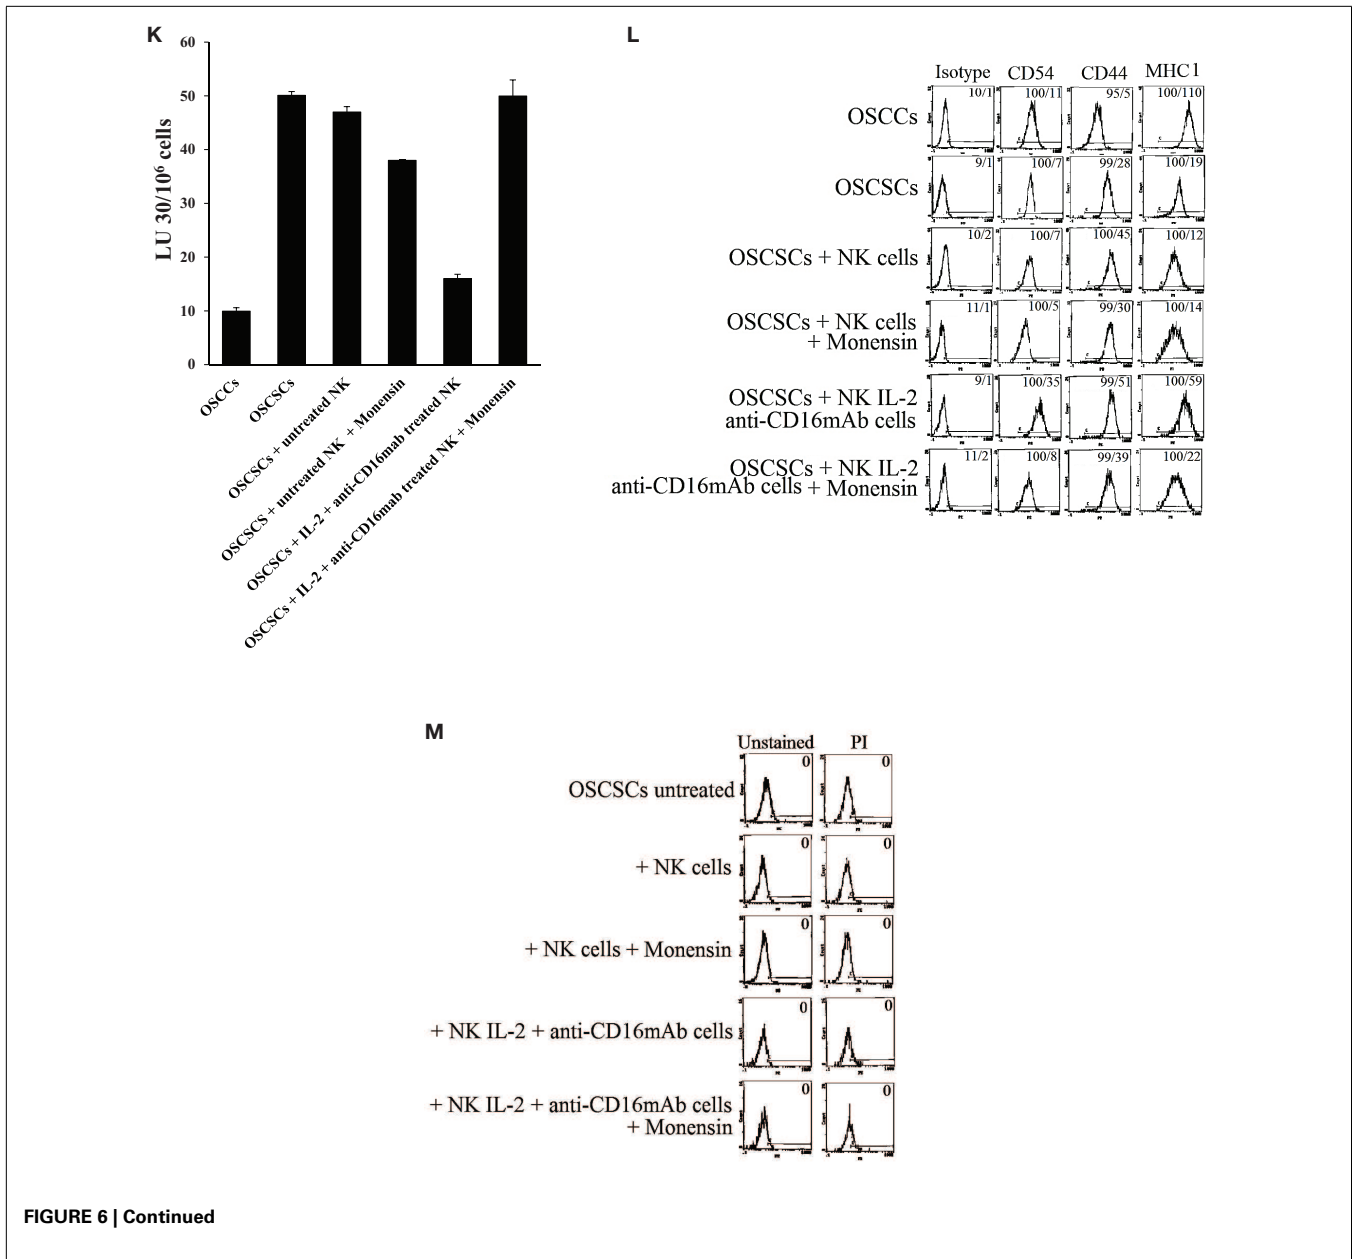 K
60
50
40
30
20
10
0
LU 30/10⁶ cells
OSCCs
OSCSCs
OSCSCs + untreated NK
OSCSCS + untreated NK + Monensin
OSCSCs + IL-2 + anti-CD16mab treated NK
OSCSCs + IL-2 + anti-CD16mab treated NK + Monensin
L
Isotype CD54 CD44 MHC1
OSCCs
10/1 100/11 95/5 100/110
OSCSCs
9/1 100/7 99/28 100/19
OSCSCs + NK cells
10/2 100/7 100/45 100/12
OSCSCs + NK cells
+ Monensin
11/1 100/5 99/30 100/14
OSCSCs + NK IL-2
anti-CD16mAb cells
9/1 100/35 99/51 100/59
OSCSCs + NK IL-2
anti-CD16mAb cells + Monensin
11/2 100/8 99/39 100/22
M
Unstained PI
OSCSCs untreated
0 0
+ NK cells
0 0
+ NK cells + Monensin
0 0
+ NK IL-2 + anti-CD16mAb cells
0 0
+ NK IL-2 + anti-CD16mAb cells
+ Monensin
0 0
FIGURE 6 | Continued